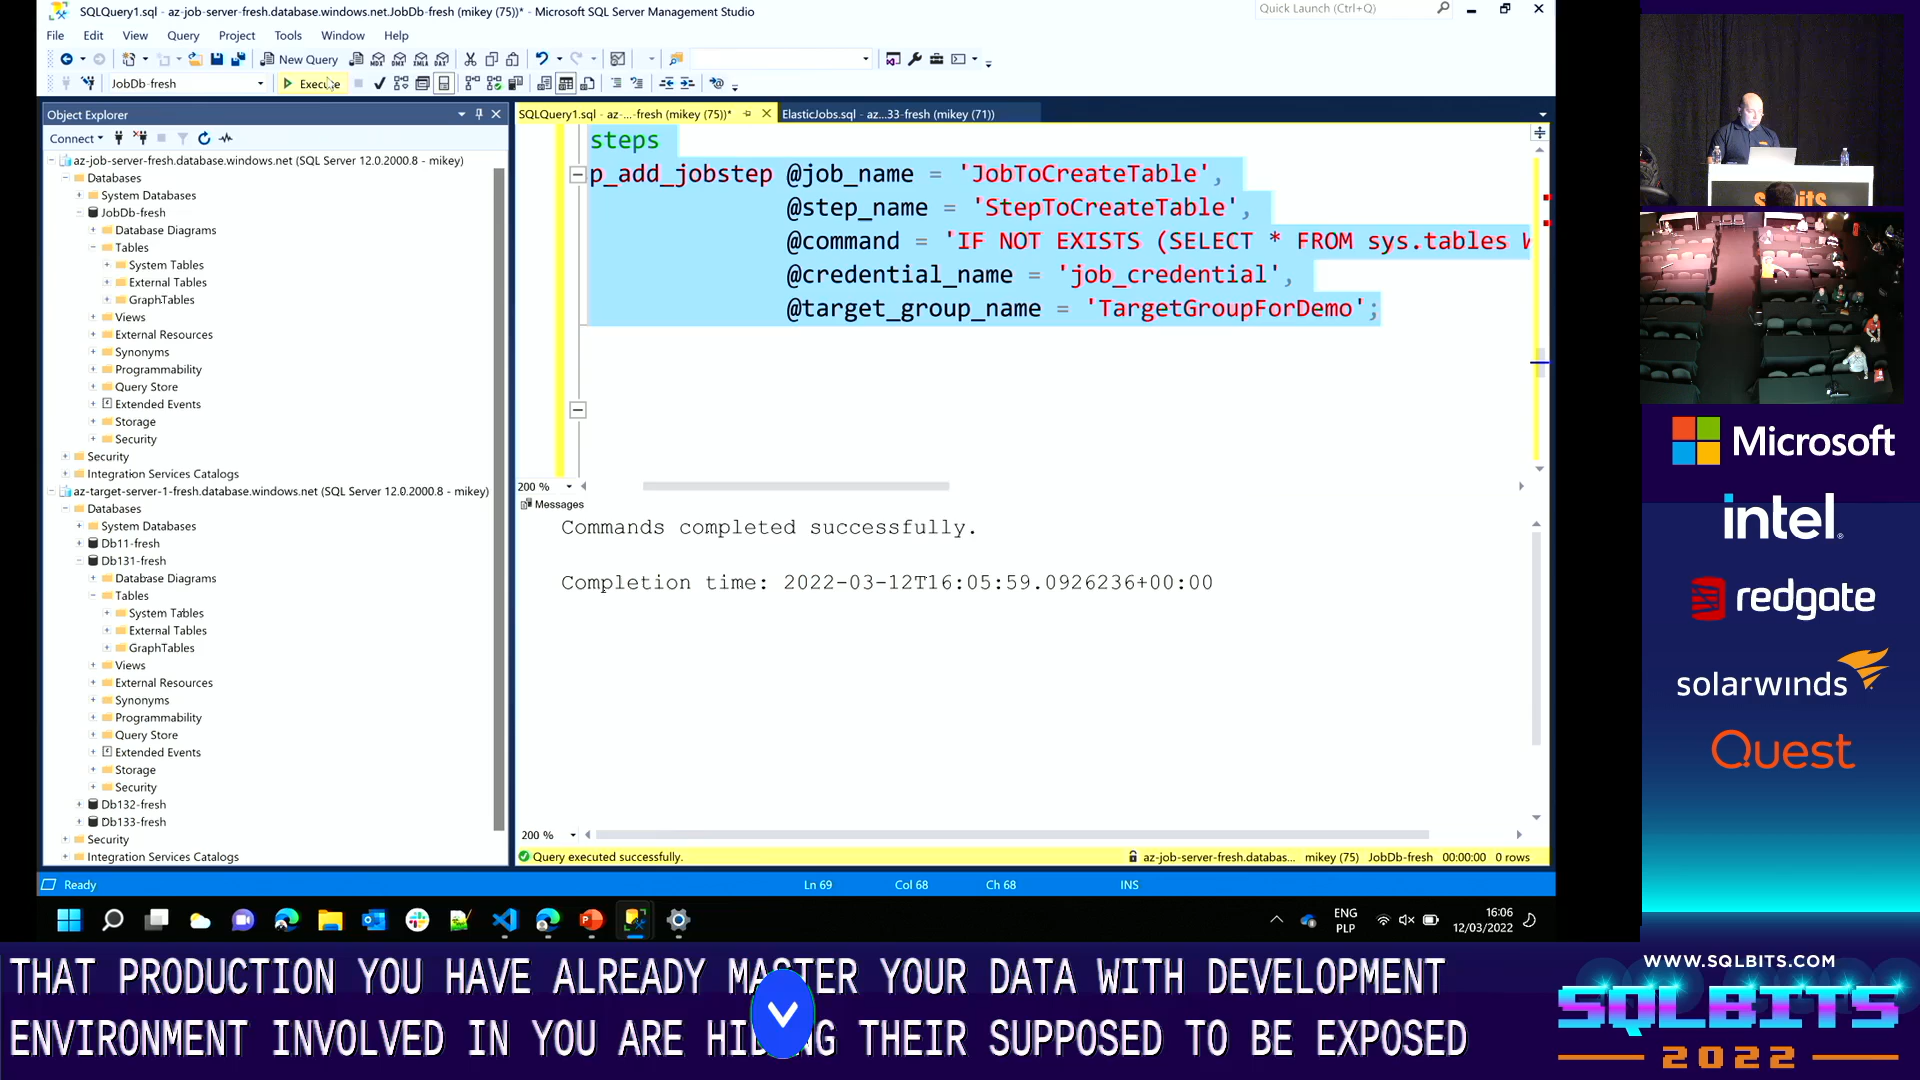 SQLQuery1.sql - az-job-server-fresh.database.windows.net.JobDb-fresh (mikey (75))* - Microsoft SQL Server Management Studio
Quick Launch (Ctrl+Q)
File Edit View Query Project Tools Window Help
New Query
JobDb-fresh
Execute
Object Explorer
Connect
az-job-server-fresh.database.windows.net (SQL Server 12.0.2000.8 - mikey)
Databases
System Databases
JobDb-fresh
Database Diagrams
Tables
System Tables
External Tables
GraphTables
Views
External Resources
Synonyms
Programmability
Query Store
Extended Events
Storage
Security
Security
Integration Services Catalogs
az-target-server-1-fresh.database.windows.net (SQL Server 12.0.2000.8 - mikey)
Databases
System Databases
Db11-fresh
Db131-fresh
Database Diagrams
Tables
System Tables
External Tables
GraphTables
Views
External Resources
Synonyms
Programmability
Query Store
Extended Events
Storage
Security
Db132-fresh
Db133-fresh
Security
Integration Services Catalogs
SQLQuery1.sql - az-...-fresh (mikey (75))*
ElasticJobs.sql - az...33-fresh (mikey (71))
steps
p_add_jobstep @job_name = 'JobToCreateTable',
@step_name = 'StepToCreateTable',
@command = 'IF NOT EXISTS (SELECT * FROM sys.tables W
@credential_name = 'job_credential',
@target_group_name = 'TargetGroupForDemo';
200 %
Messages
Commands completed successfully.
Completion time: 2022-03-12T16:05:59.0926236+00:00
200 %
Query executed successfully.
az-job-server-fresh.databas... mikey (75) JobDb-fresh 00:00:00 0 rows
Ready Ln 69 Col 68 Ch 68 INS
ENG
PLP
16:06
12/03/2022
sqlbits
Microsoft
intel.
redgate
solarwinds
Quest
WWW.SQLBITS.COM
SQLBITS
2022
THAT PRODUCTION YOU HAVE ALREADY MASTER YOUR DATA WITH DEVELOPMENT
ENVIRONMENT INVOLVED IN YOU ARE HIDING THEIR SUPPOSED TO BE EXPOSED